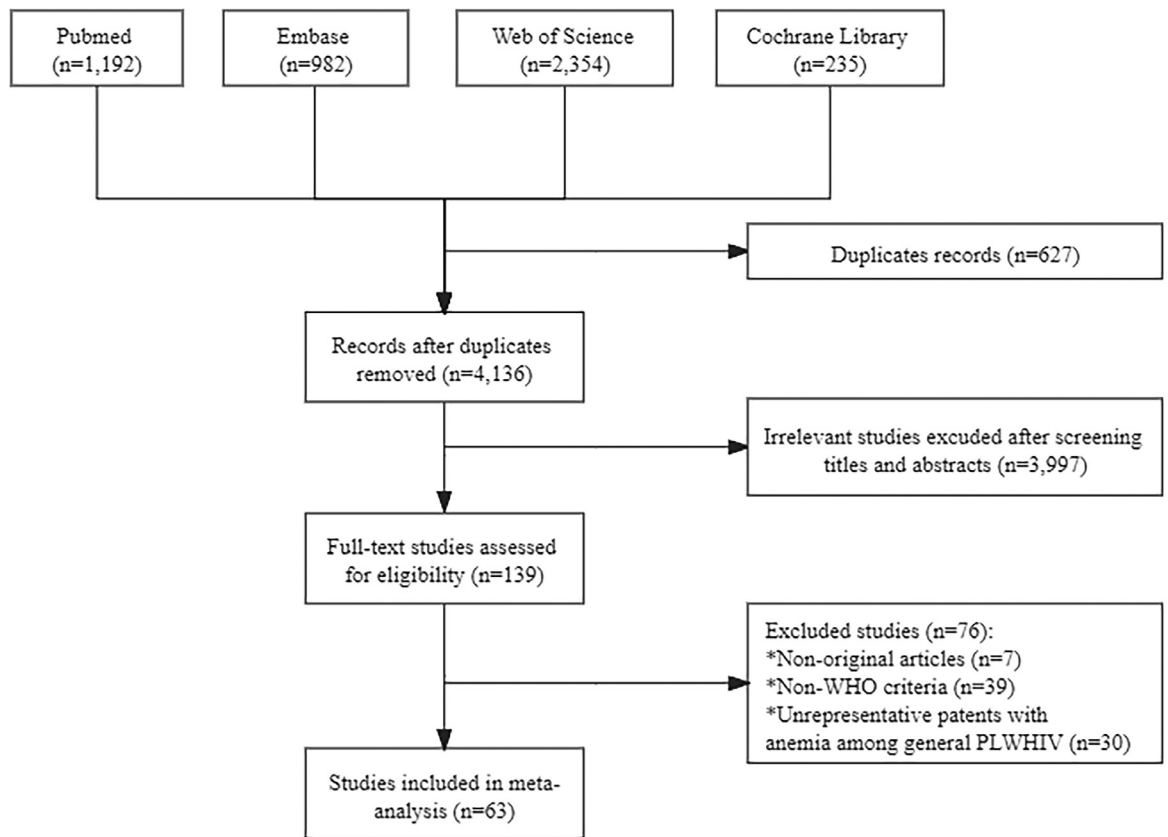 Pubmed
(n=1,192)
Embase
(n=982)
Web of Science
(n=2,354)
Cochrane Library
(n=235)
Duplicates records (n=627)
Records after duplicates
removed (n=4,136)
Irrelevant studies excuded after screening
titles and abstracts (n=3,997)
Full-text studies assessed
for eligibility (n=139)
Excluded studies (n=76):
*Non-original articles (n=7)
*Non-WHO criteria (n=39)
*Unrepresentative patents with
anemia among general PLWHIV (n=30)
Studies included in meta-
analysis (n=63)